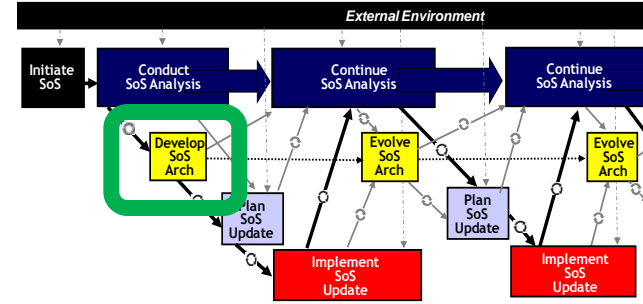 External Environment
Initiate
SoS
Conduct
SoS Analysis
Continue
SoS Analysis
Continue
SoS Analysis
Develop
SoS
Arch
Evolve
SoS
Arch
Evolve
SoS
Arch
Plan
SoS
Update
Plan
SoS
Update
Implement
SoS
Update
Implement
SoS
Update